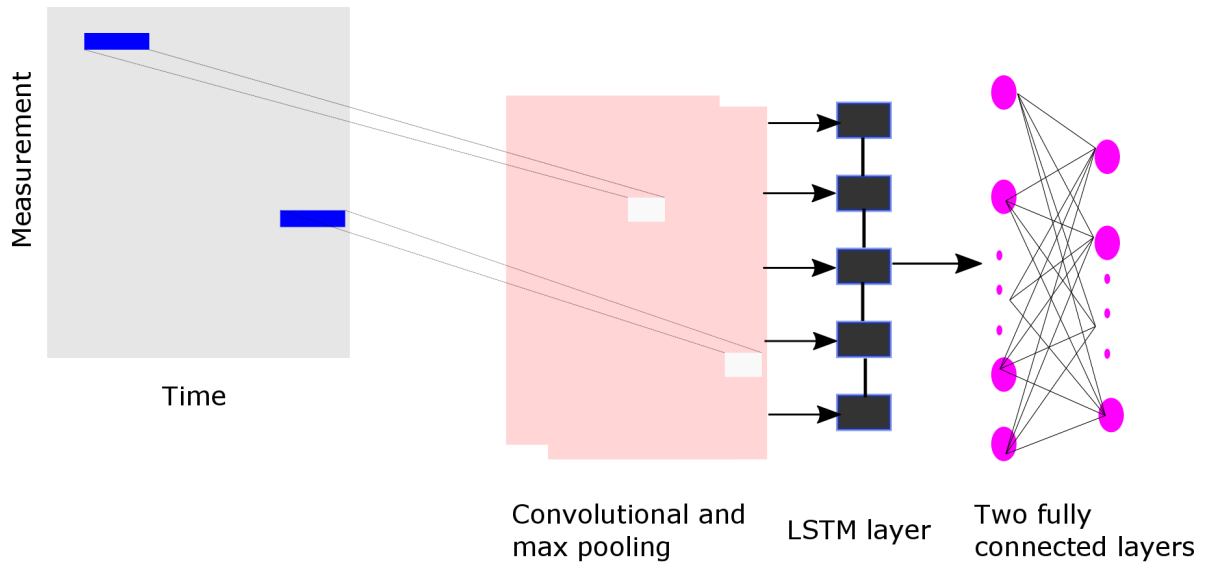 Measurement
Time
Convolutional and
max pooling
LSTM layer
Two fully
connected layers